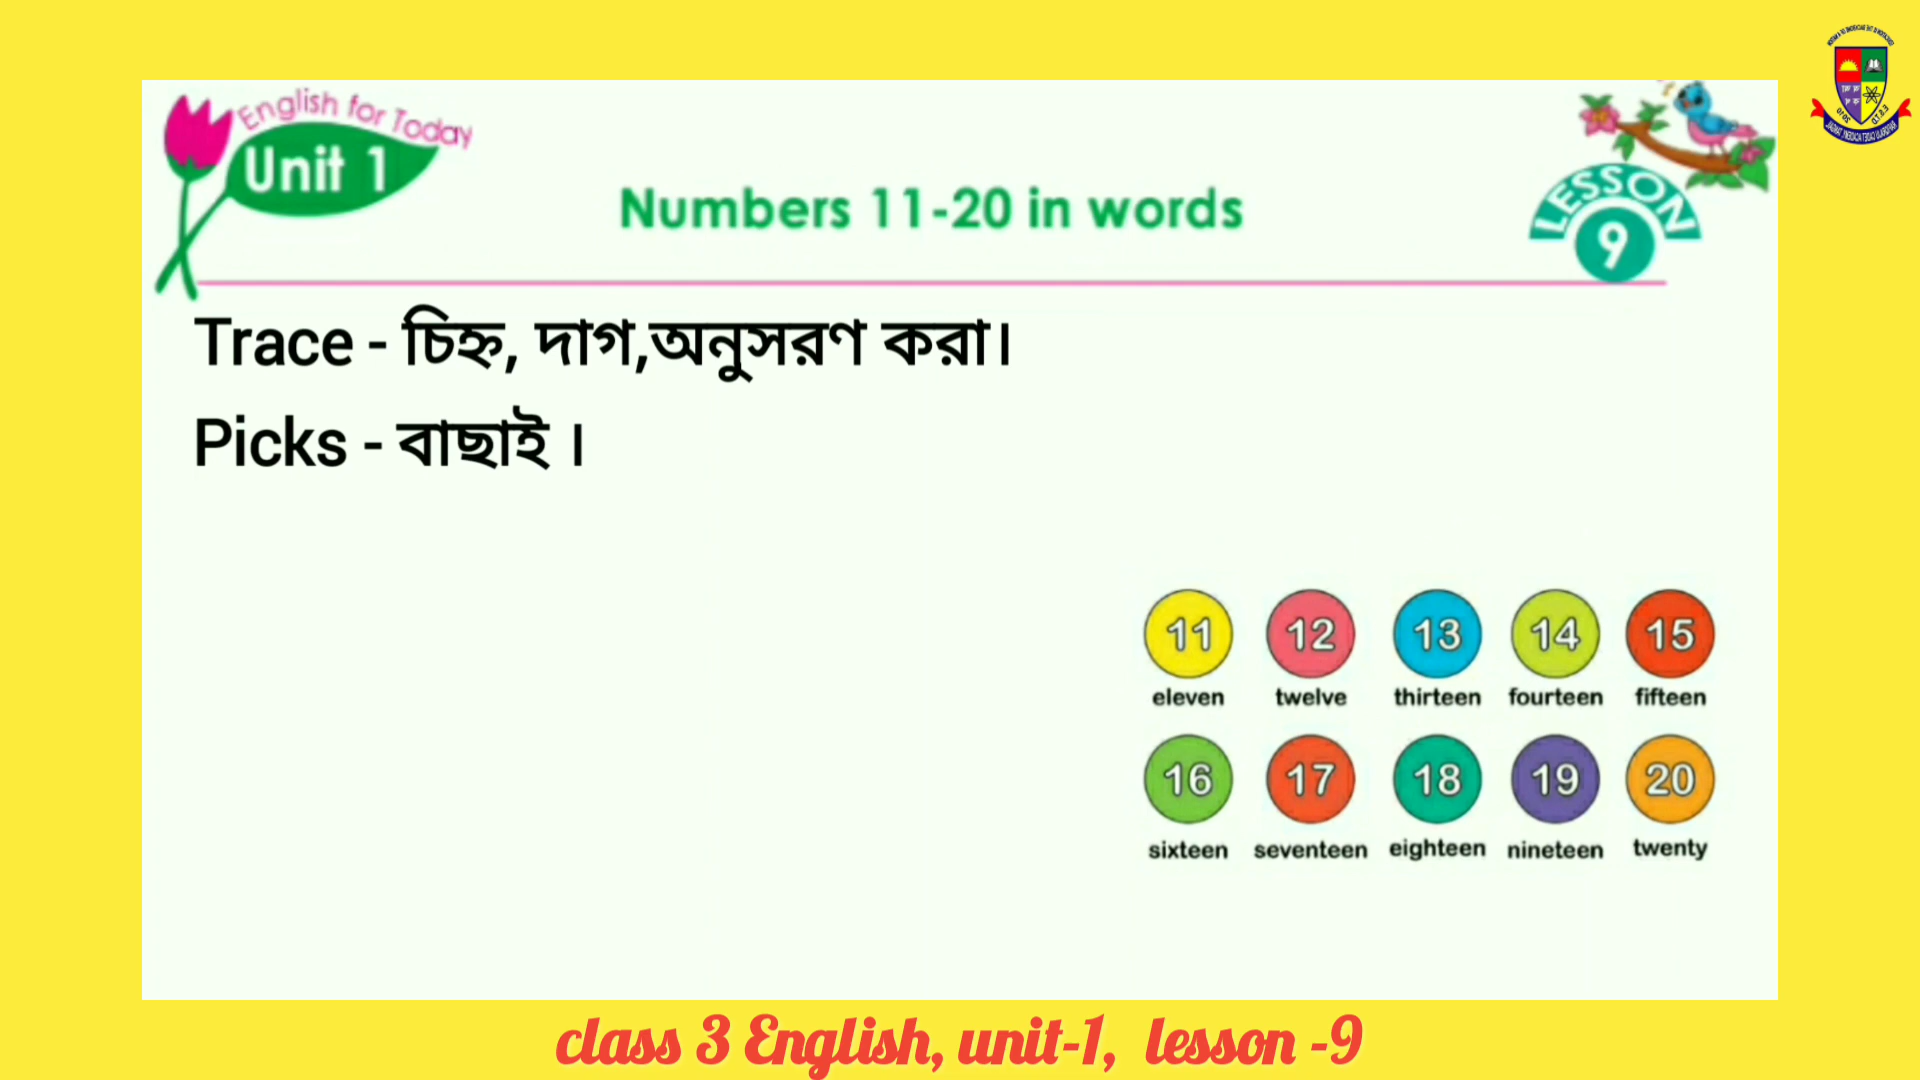 English for Today
Unit 1
Numbers 11-20 in words
LESSON
9
Trace - চিহ্ন, দাগ,অনুসরণ করা।
Picks - বাছাই ।
11 12 13 14 15
eleven twelve thirteen fourteen fifteen
16 17 18 19 20
sixteen seventeen eighteen nineteen twenty
class 3 English, unit-1, lesson -9